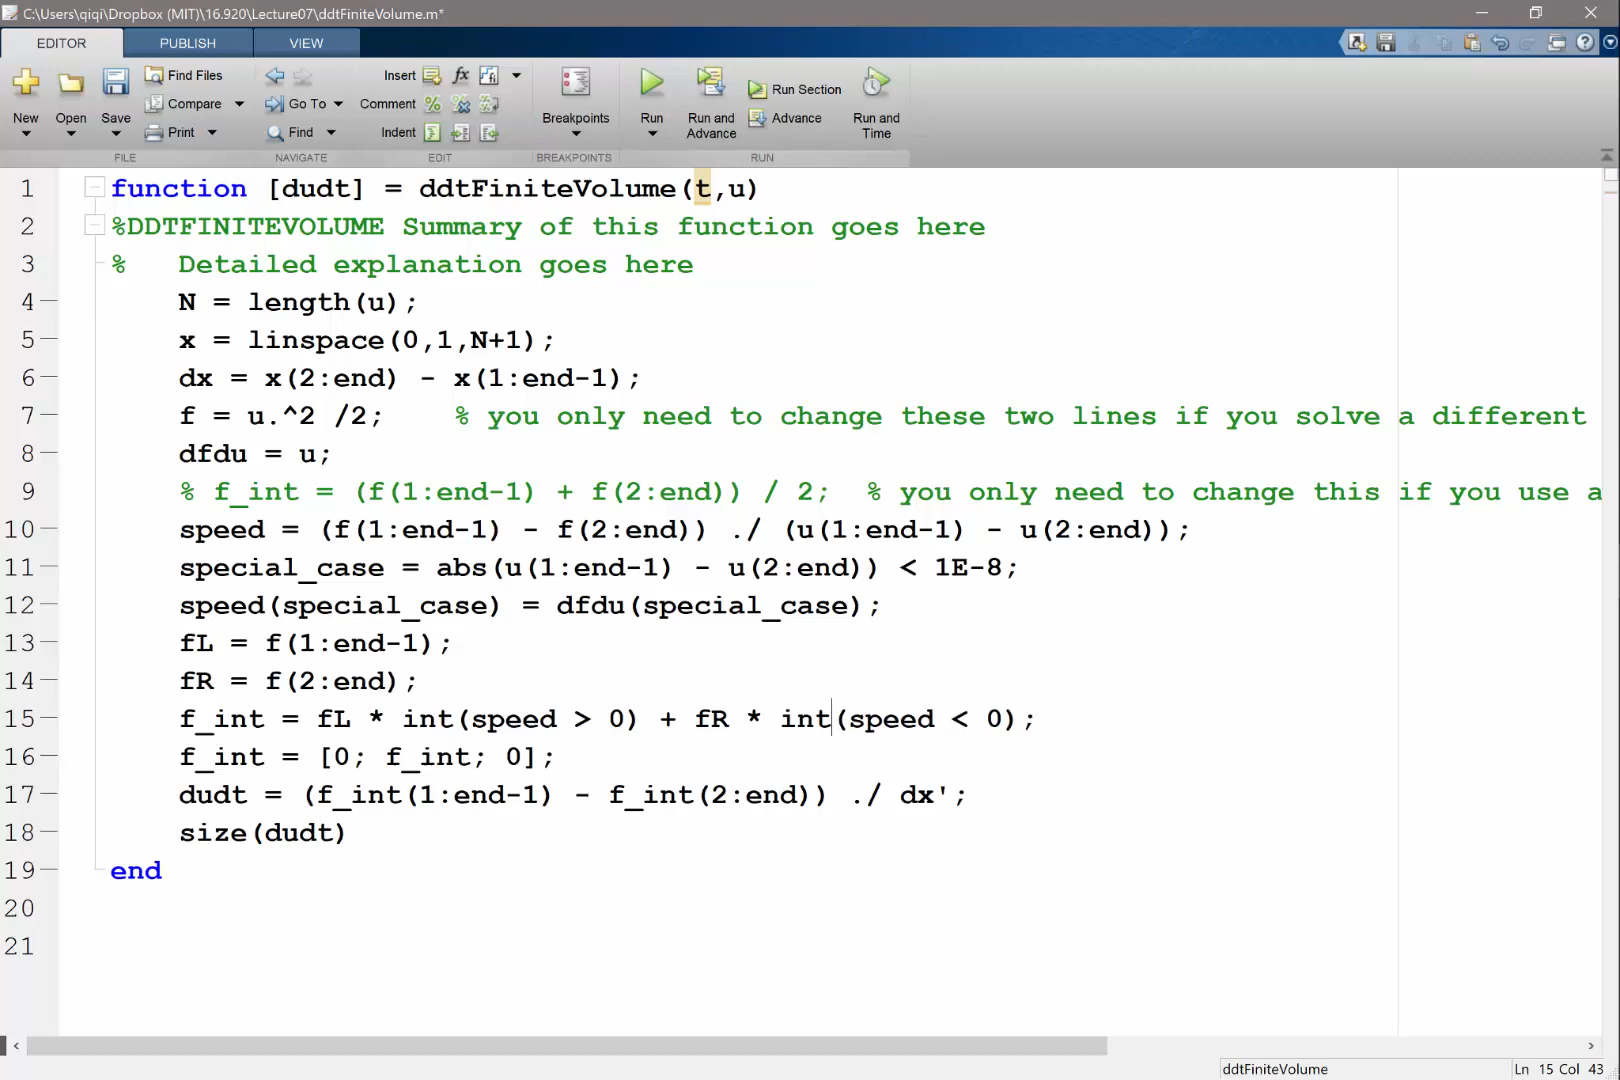 C:\Users\qiqi\Dropbox (MIT)\16.920\Lecture07\ddtFiniteVolume.m*
EDITOR PUBLISH VIEW
New Open Save Find Files Compare Print
Go To Find
Insert fx Comment % Indent
Breakpoints
Run Run and Advance Run Section Advance Run and Time
FILE NAVIGATE EDIT BREAKPOINTS RUN
1 function [dudt] = ddtFiniteVolume(t,u)
2 %DDTFINITEVOLUME Summary of this function goes here
3 %   Detailed explanation goes here
4 N = length(u);
5 x = linspace(0,1,N+1);
6 dx = x(2:end) - x(1:end-1);
7 f = u.^2 /2;    % you only need to change these two lines if you solve a different
8 dfdu = u;
9 % f_int = (f(1:end-1) + f(2:end)) / 2;  % you only need to change this if you use a
10 speed = (f(1:end-1) - f(2:end)) ./ (u(1:end-1) - u(2:end));
11 special_case = abs(u(1:end-1) - u(2:end)) < 1E-8;
12 speed(special_case) = dfdu(special_case);
13 fL = f(1:end-1);
14 fR = f(2:end);
15 f_int = fL * int(speed > 0) + fR * int(speed < 0);
16 f_int = [0; f_int; 0];
17 dudt = (f_int(1:end-1) - f_int(2:end)) ./ dx';
18 size(dudt)
19 end
20
21
ddtFiniteVolume Ln 15 Col 43